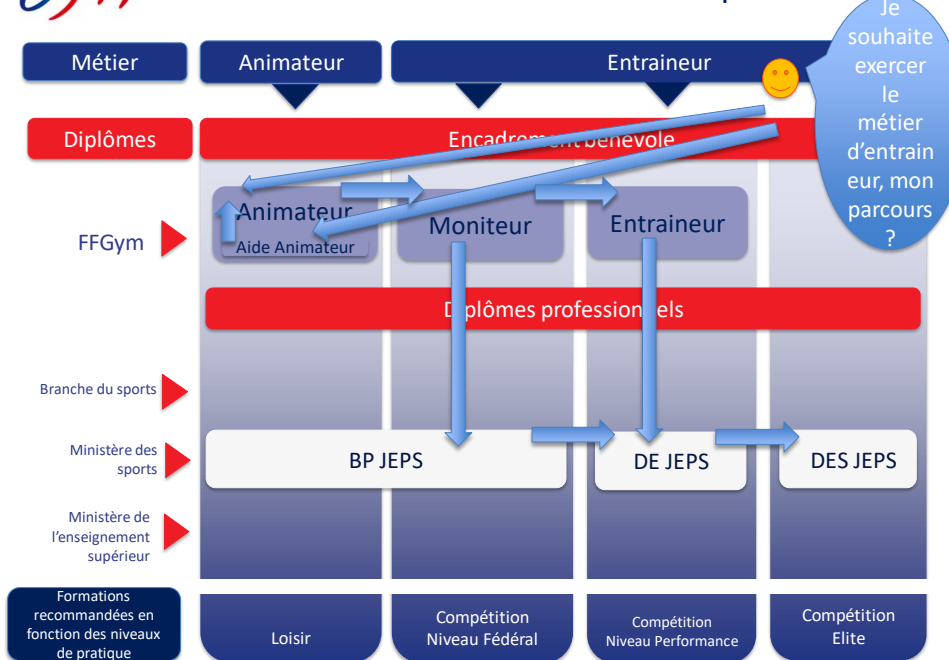 Je
souhaite
exercer
le
métier
d'entrain
eur, mon
parcours
?
Métier
Animateur
Entraineur
Diplômes
Encadrement bénévole
FFGym
Animateur
Aide Animateur
Moniteur
Entraineur
Diplômes professionnels
Branche du sports
Ministère des
sports
BP JEPS
DE JEPS
DES JEPS
Ministère de
l'enseignement
supérieur
Formations
recommandées en
fonction des niveaux
de pratique
Loisir
Compétition
Niveau Fédéral
Compétition
Niveau Performance
Compétition
Elite